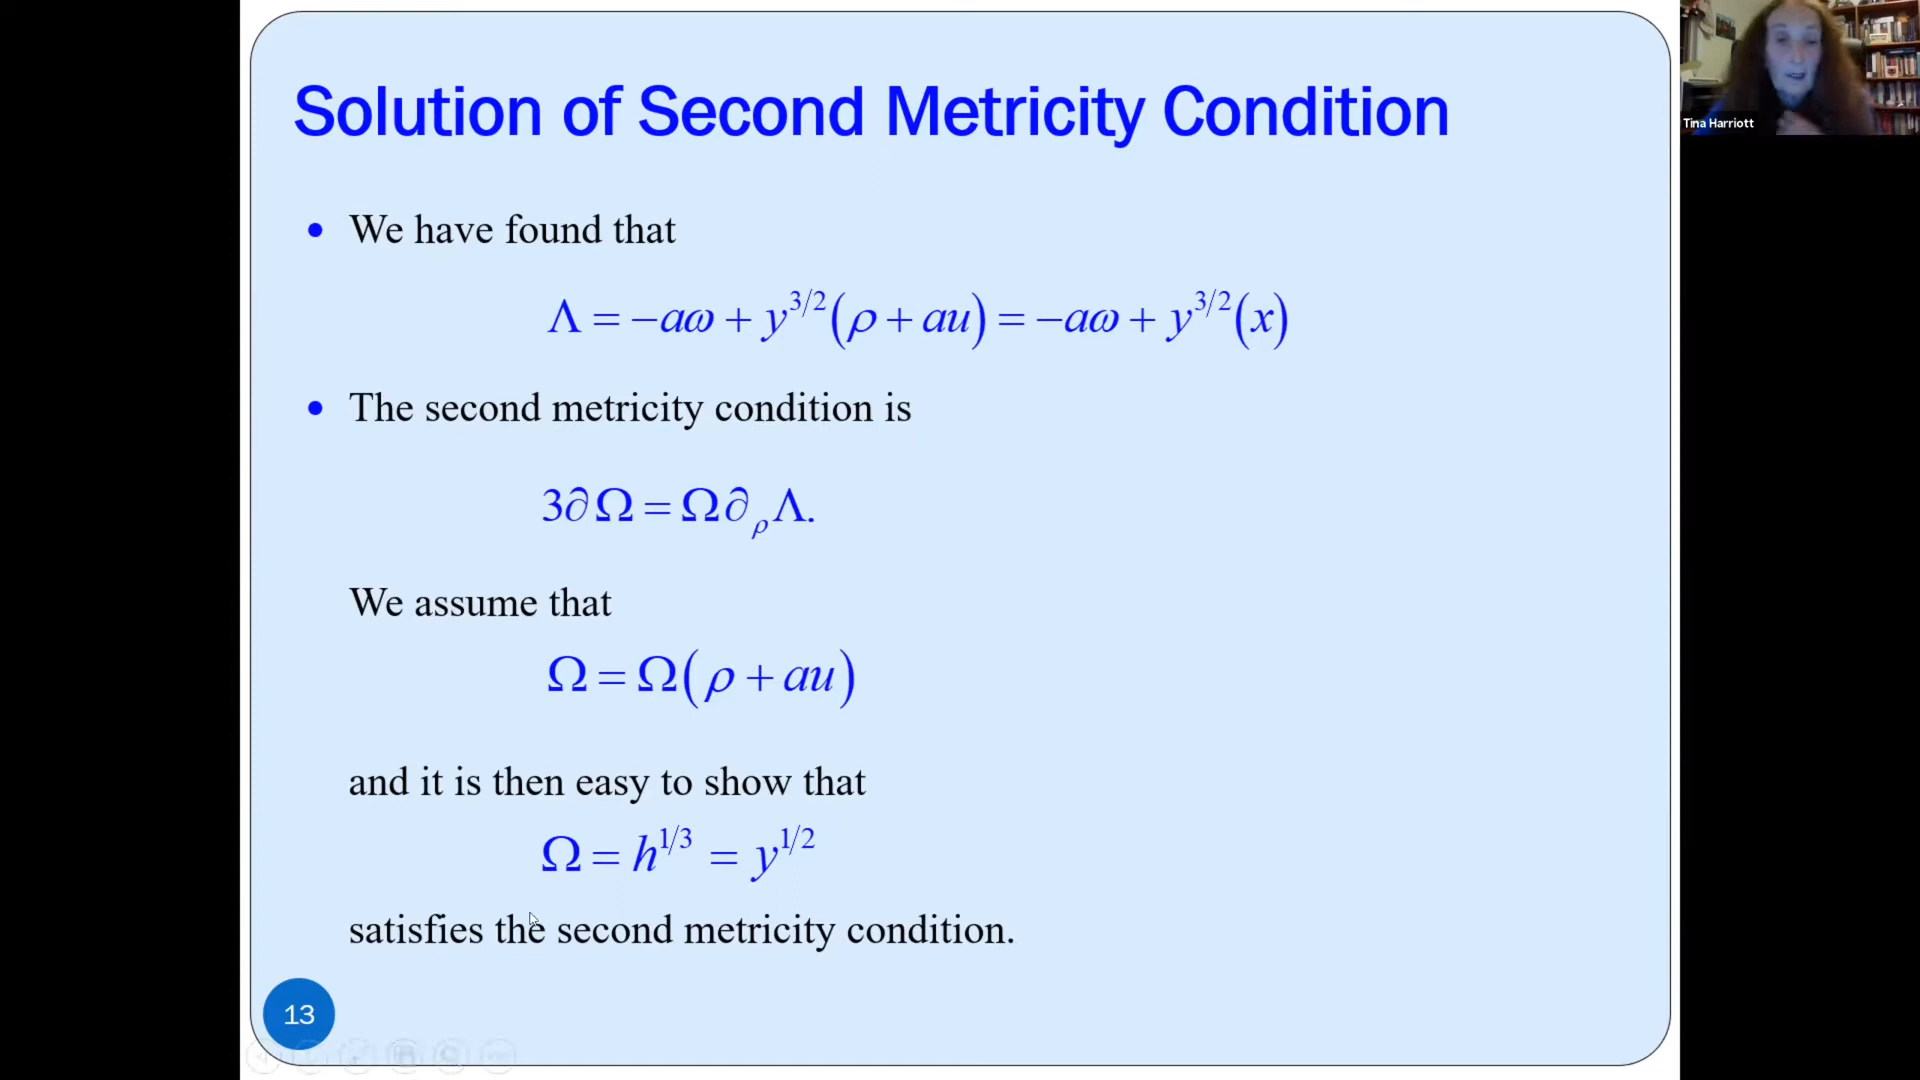 Solution of Second Metricity Condition
Tina Harriott
• We have found that
Λ = −aω + y^{3/2}(ρ + au) = −aω + y^{3/2}(x)
• The second metricity condition is
3∂Ω = Ω∂_ρΛ.
We assume that
Ω = Ω(ρ + au)
and it is then easy to show that
Ω = h^{1/3} = y^{1/2}
satisfies the second metricity condition.
13